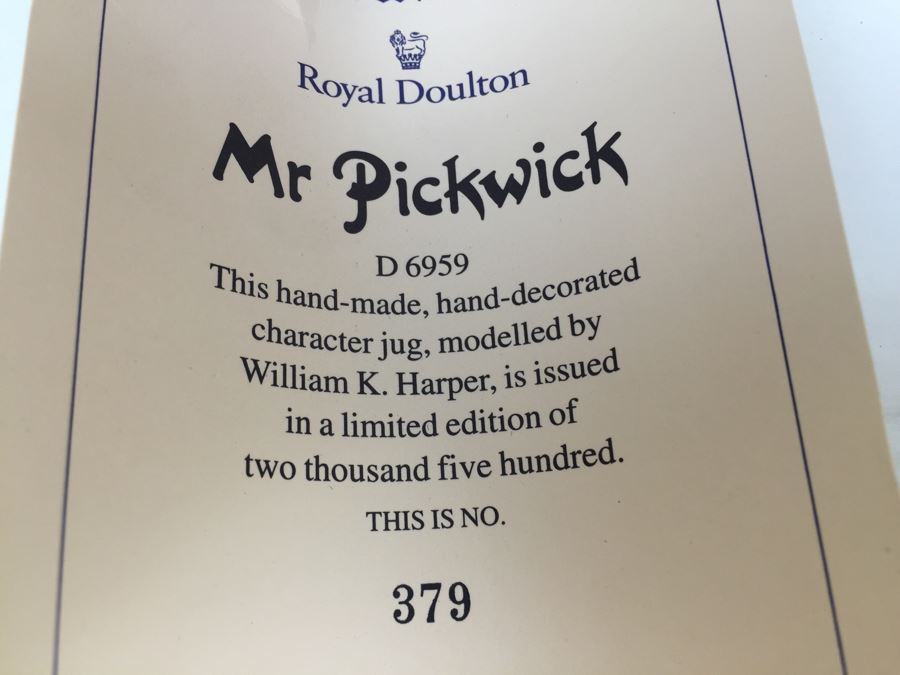 Royal Doulton
Mr Pickwick
D 6959
This hand-made, hand-decorated
character jug, modelled by
William K. Harper, is issued
in a limited edition of
two thousand five hundred.
THIS IS NO.
379